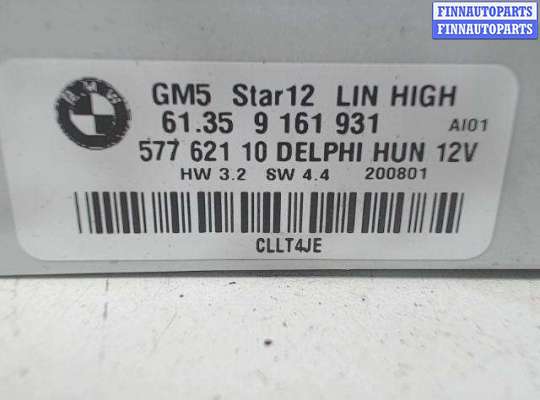 FINNAUTOPARTS
FINNAUTOPARTS
BMW
GM5 Star12 LIN HIGH
61.35 9 161 931 AI01
577 621 10 DELPHI HUN 12V
HW 3.2 SW 4.4 200801
CLLT4JE